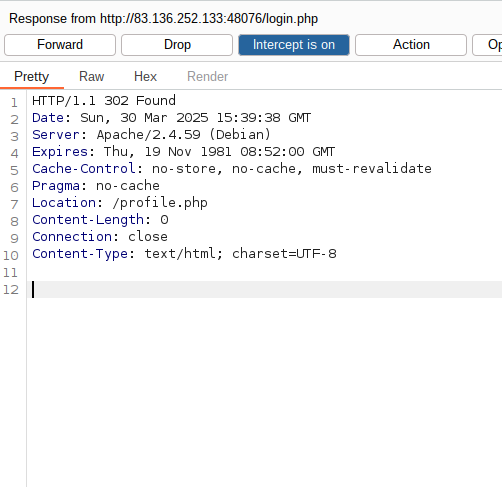 Response from http://83.136.252.133:48076/login.php
Forward Drop Intercept is on Action Op
Pretty Raw Hex Render
1 HTTP/1.1 302 Found
2 Date: Sun, 30 Mar 2025 15:39:38 GMT
3 Server: Apache/2.4.59 (Debian)
4 Expires: Thu, 19 Nov 1981 08:52:00 GMT
5 Cache-Control: no-store, no-cache, must-revalidate
6 Pragma: no-cache
7 Location: /profile.php
8 Content-Length: 0
9 Connection: close
10 Content-Type: text/html; charset=UTF-8
11
12